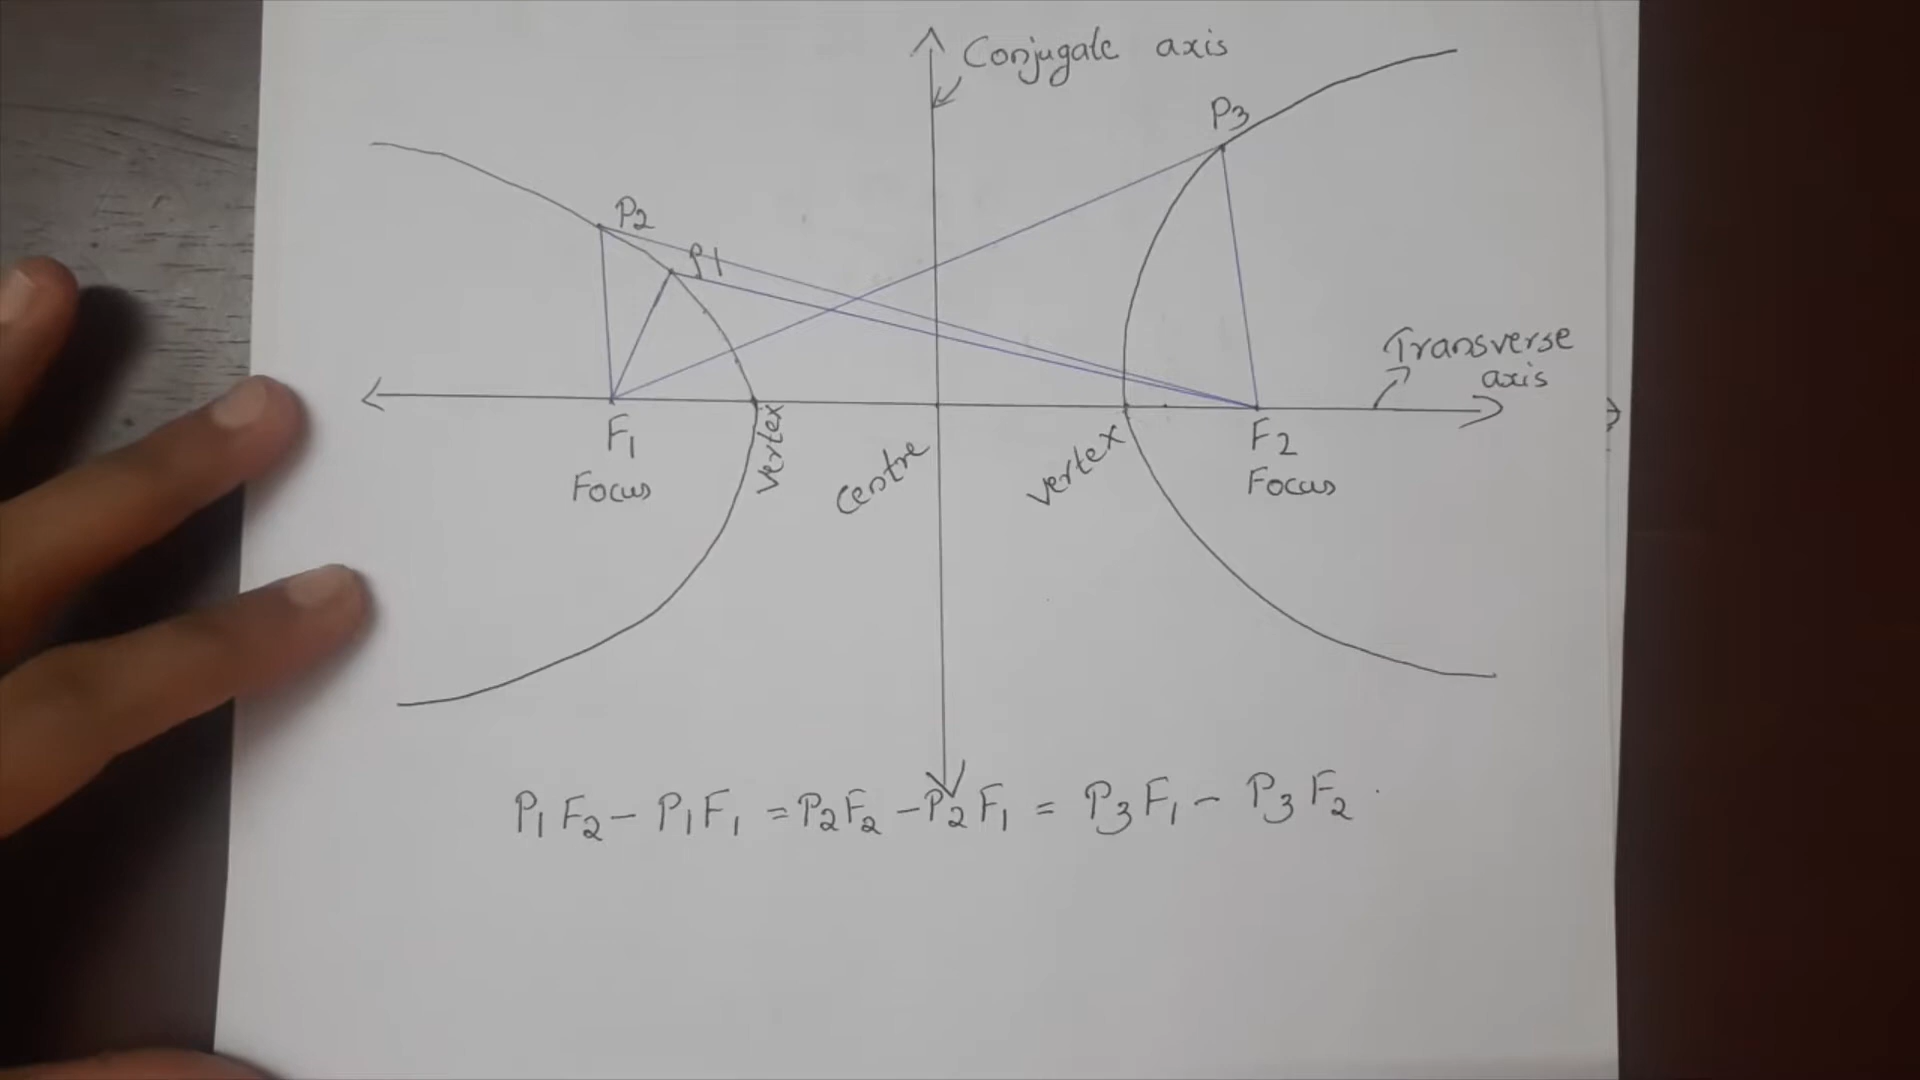 Conjugate axis
P3
P2
P1
Transverse
axis
F1
Focus
vertex
centre
vertex
F2
Focus
P1F2 - P1F1 = P2F2 - P2F1 = P3F1 - P3F2